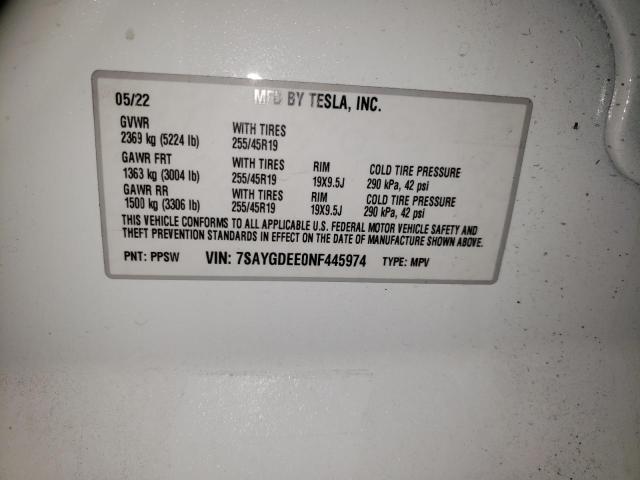 05/22 MFD BY TESLA, INC.
GVWR WITH TIRES
2369 kg (5224 lb) 255/45R19
GAWR FRT WITH TIRES RIM COLD TIRE PRESSURE
1363 kg (3004 lb) 255/45R19 19X9.5J 290 kPa, 42 psi
GAWR RR WITH TIRES RIM COLD TIRE PRESSURE
1500 kg (3306 lb) 255/45R19 19X9.5J 290 kPa, 42 psi
THIS VEHICLE CONFORMS TO ALL APPLICABLE U.S. FEDERAL MOTOR VEHICLE SAFETY AND
THEFT PREVENTION STANDARDS IN EFFECT ON THE DATE OF MANUFACTURE SHOWN ABOVE.
PNT: PPSW VIN: 7SAYGDEE0NF445974 TYPE: MPV